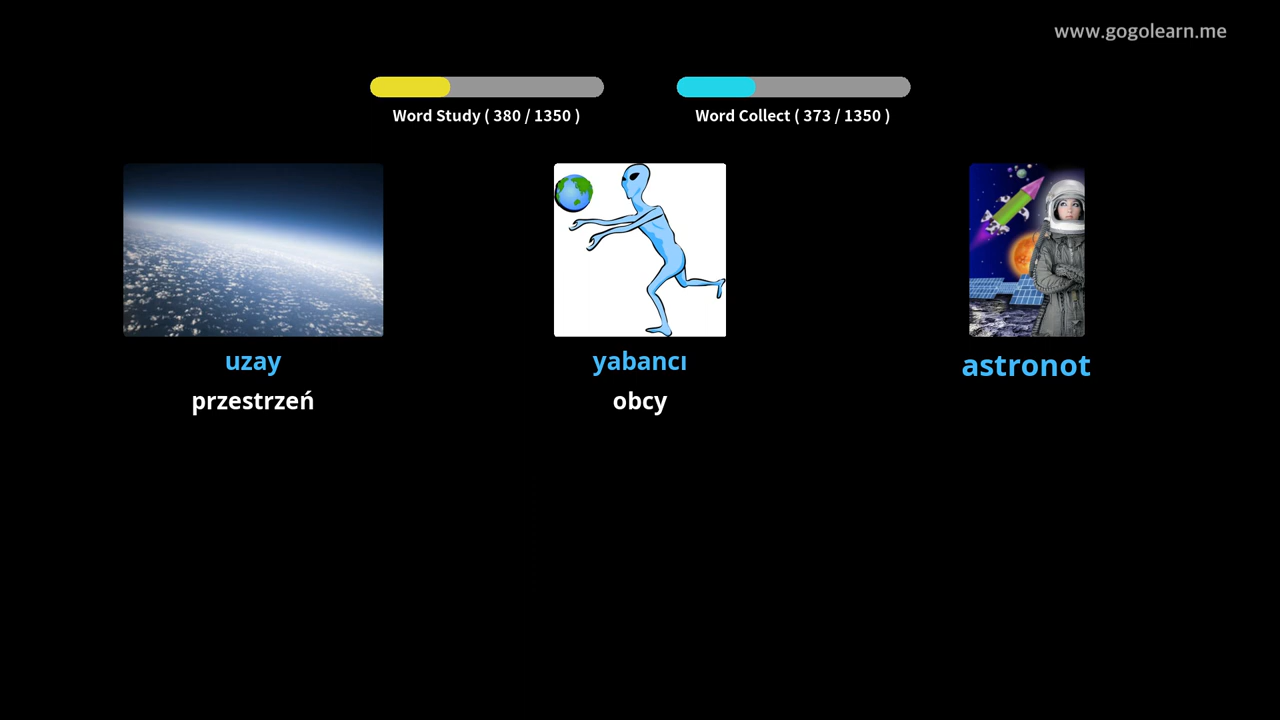 www.gogolearn.me
Word Study ( 380 / 1350 )
Word Collect ( 373 / 1350 )
uzay
yabancı
astronot
przestrzeń
obcy